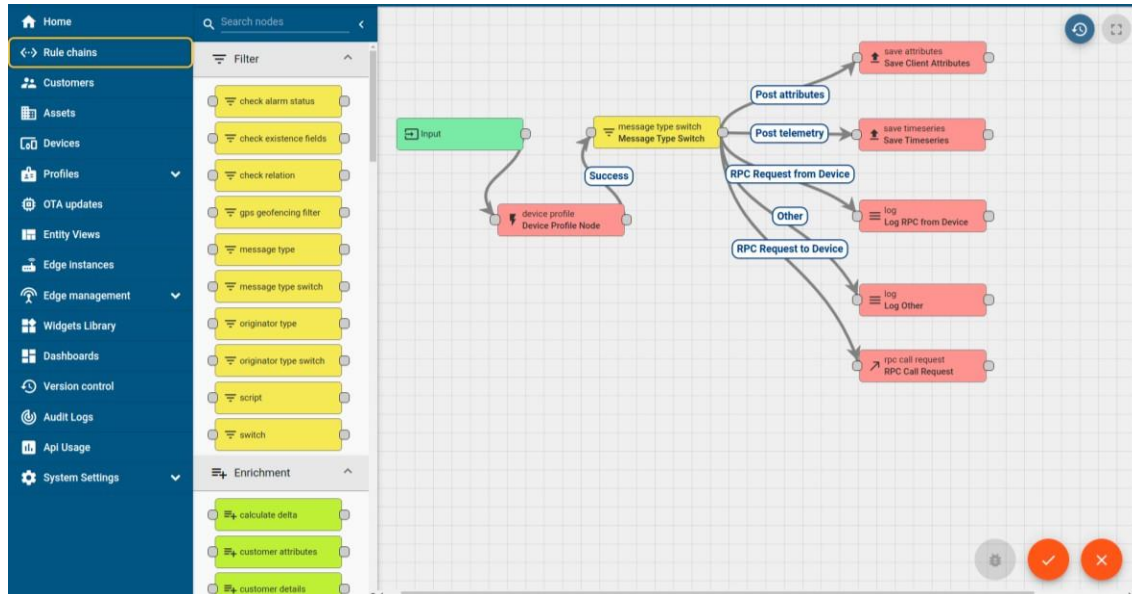 Home
Rule chains
Customers
Assets
Devices
Profiles
OTA updates
Entity Views
Edge instances
Edge management
Widgets Library
Dashboards
Version control
Audit Logs
Api Usage
System Settings
Search nodes
Filter
check alarm status
check existence fields
check relation
gps geofencing filter
message type
message type switch
originator type
originator type switch
script
switch
Enrichment
calculate delta
customer attributes
customer details
Input
device profile
Device Profile Node
Success
message type switch
Message Type Switch
Post attributes
Post telemetry
RPC Request from Device
Other
RPC Request to Device
save attributes
Save Client Attributes
save timeseries
Save Timeseries
log
Log RPC from Device
log
Log Other
rpc call request
RPC Call Request